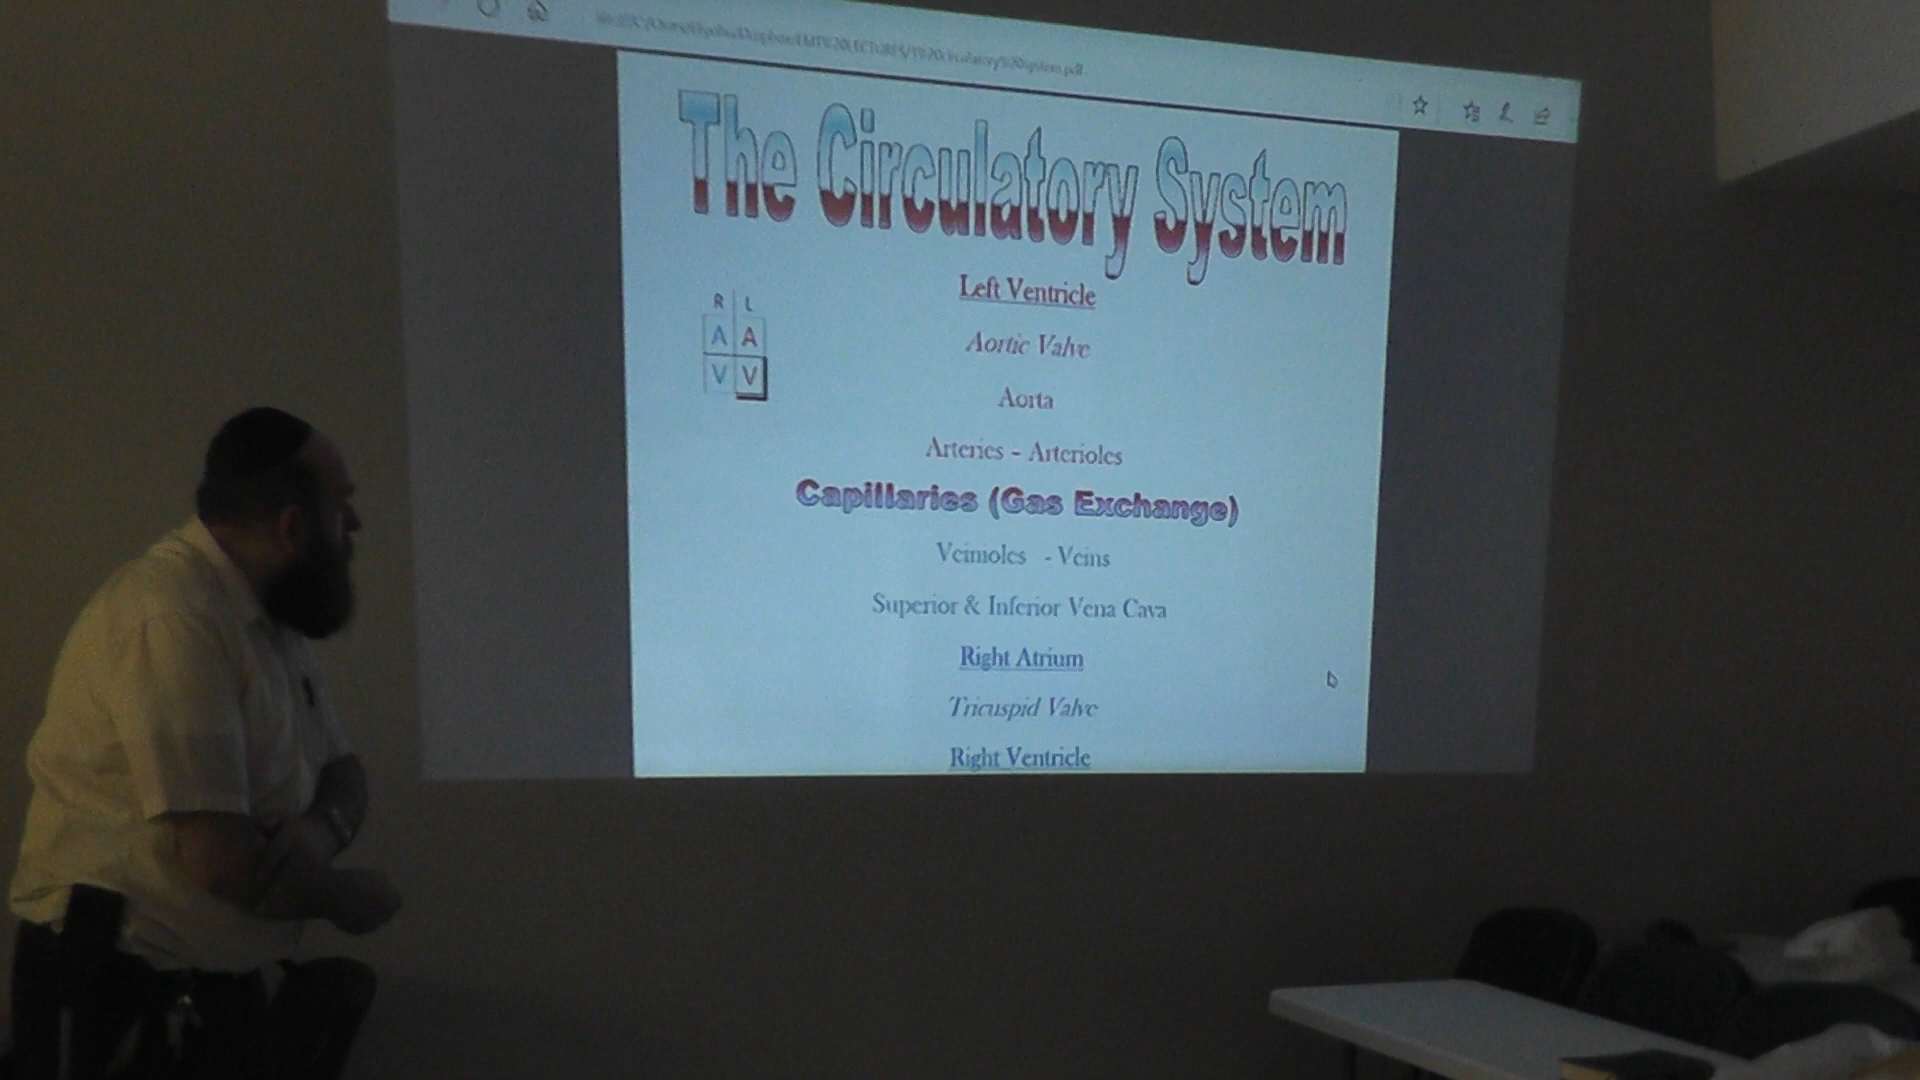 The Circulatory System
R L
A A
V V
Left Ventricle
Aortic Valve
Aorta
Arteries - Arterioles
Capillaries (Gas Exchange)
Veinioles - Veins
Superior & Inferior Vena Cava
Right Atrium
Tricuspid Valve
Right Ventricle